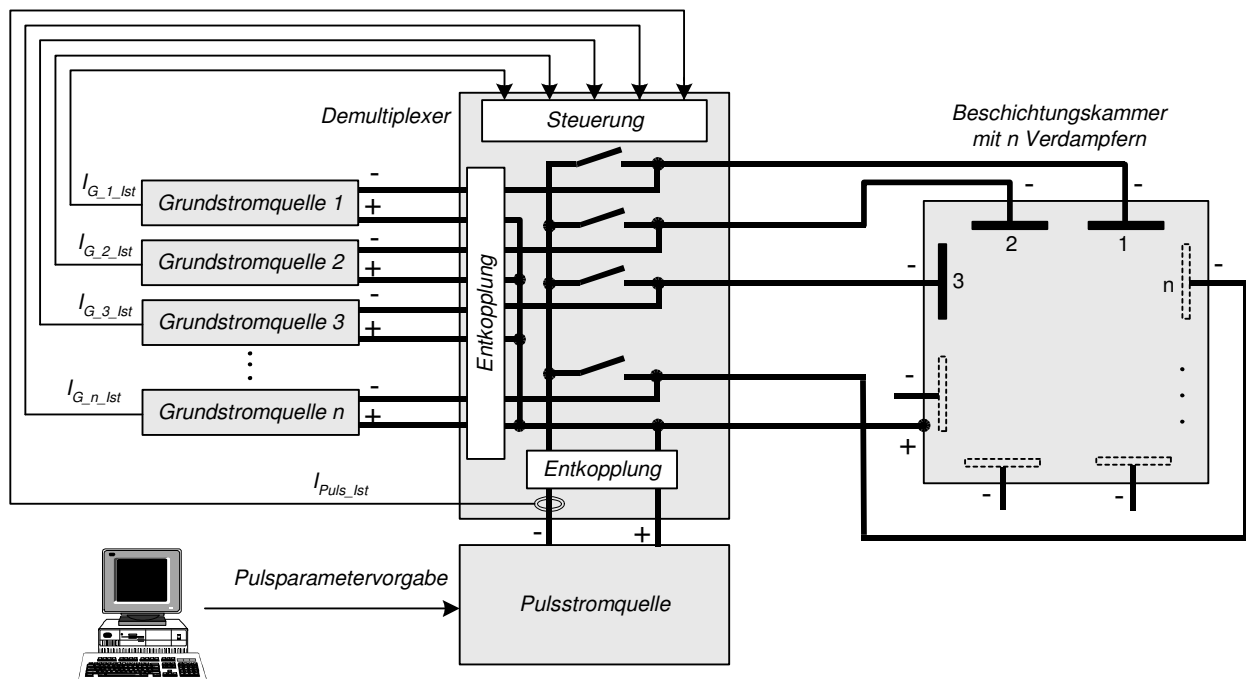 Demultiplexer
Steuerung
Beschichtungskammer
mit n Verdampfern
I_G_1_Ist
Grundstromquelle 1
-
+
I_G_2_Ist
Grundstromquelle 2
-
+
I_G_3_Ist
Grundstromquelle 3
-
+
I_G_n_Ist
Grundstromquelle n
-
+
Entkopplung
-
-
2
1
-
3
-
n
-
+
-
-
Entkopplung
I_Puls_Ist
-
+
Pulsparametervorgabe
Pulsstromquelle